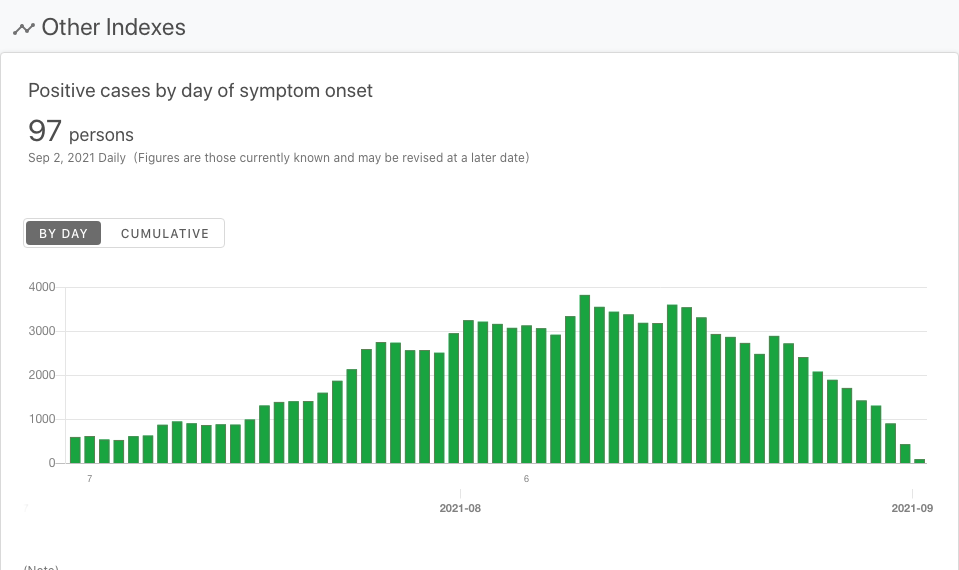 Other Indexes
Positive cases by day of symptom onset
97 persons
Sep 2, 2021 Daily (Figures are those currently known and may be revised at a later date)
BY DAY CUMULATIVE
4000
3000
2000
1000
0
7 6
2021-08 2021-09
(Note)